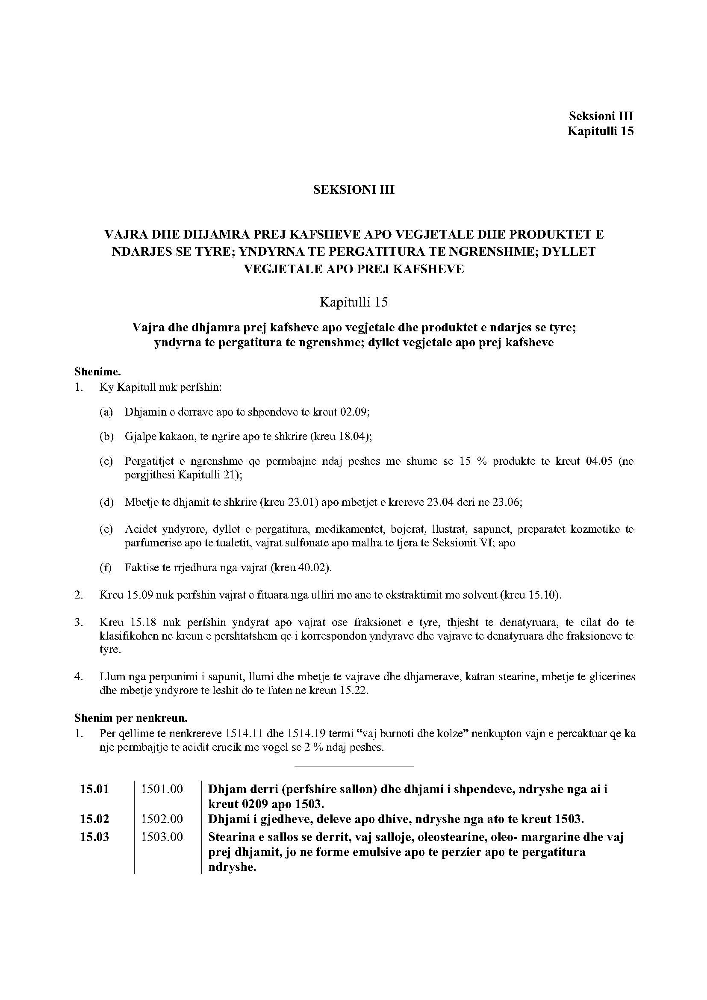 Seksioni III
Kapitulli 15
SEKSIONI III
VAJRA DHE DHJAMRA PREJ KAFSHEVE APO VEGJETALE DHE PRODUKTET E
NDARJES SE TYRE; YNDYRNA TE PERGATITURA TE NGRENSHME; DYLLET
VEGJETALE APO PREJ KAFSHEVE
Kapitulli 15
Vajra dhe dhjamra prej kafsheve apo vegjetale dhe produktet e ndarjes se tyre;
yndyrna te pergatitura te ngrenshme; dyllet vegjetale apo prej kafsheve
Shenime.
1. Ky Kapitull nuk perfshin:
(a) Dhjamin e derrave apo te shpendeve te kreut 02.09;
(b) Gjalpe kakaon, te ngrire apo te shkrire (kreu 18.04);
(c) Pergatitjet e ngrenshme qe permbajne ndaj peshes me shume se 15 % produkte te kreut 04.05 (ne
pergjithesi Kapitulli 21);
(d) Mbetje te dhjamit te shkrire (kreu 23.01) apo mbetjet e krereve 23.04 deri ne 23.06;
(e) Acidet yndyrore, dyllet e pergatitura, medikamentet, bojerat, llustrat, sapunet, preparatet kozmetike te
parfumerise apo te tualetit, vajrat sulfonate apo mallra te tjera te Seksionit VI; apo
(f) Faktise te rrjedhura nga vajrat (kreu 40.02).
2. Kreu 15.09 nuk perfshin vajrat e fituara nga ulliri me ane te ekstraktimit me solvent (kreu 15.10).
3. Kreu 15.18 nuk perfshin yndyrat apo vajrat ose fraksionet e tyre, thjesht te denatyruara, te cilat do te
klasifikohen ne kreun e pershtatshem qe i korrespondon yndyrave dhe vajrave te denatyruara dhe fraksioneve te
tyre.
4. Llum nga perpunimi i sapunit, llumi dhe mbetje te vajrave dhe dhjamerave, katran stearine, mbetje te glicerines
dhe mbetje yndyrore te leshit do te futen ne kreun 15.22.
Shenim per nenkreun.
1. Per qellime te nenkrereve 1514.11 dhe 1514.19 termi “vaj burnoti dhe kolze” nenkupton vajn e percaktuar qe ka
nje permbajtje te acidit erucik me vogel se 2 % ndaj peshes.
15.01 1501.00 Dhjam derri (perfshire sallon) dhe dhjami i shpendeve, ndryshe nga ai i
kreut 0209 apo 1503.
15.02 1502.00 Dhjami i gjedheve, deleve apo dhive, ndryshe nga ato te kreut 1503.
15.03 1503.00 Stearina e sallos se derrit, vaj salloje, oleostearine, oleo- margarine dhe vaj
prej dhjamit, jo ne forme emulsive apo te perzier apo te pergatitura
ndryshe.